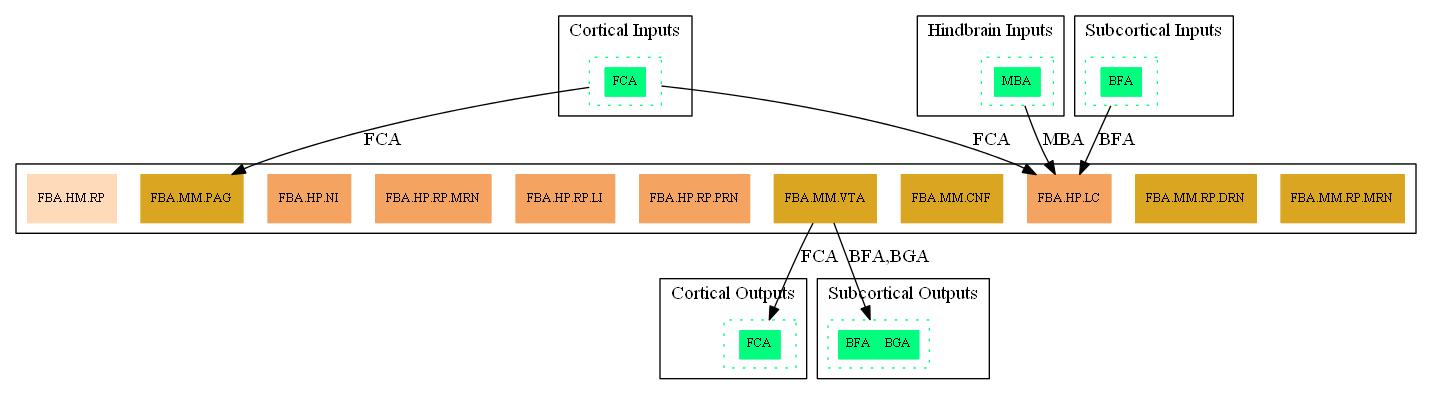 Cortical Inputs
Hindbrain Inputs
Subcortical Inputs
FCA
MBA
BFA
FCA
FCA
MBA
BFA
FBA.HM.RP
FBA.MM.PAG
FBA.HP.NI
FBA.HP.RP.MRN
FBA.HP.RP.LI
FBA.HP.RP.PRN
FBA.MM.VTA
FBA.MM.CNF
FBA.HP.LC
FBA.MM.RP.DRN
FBA.MM.RP.MRN
FCA
BFA,BGA
Cortical Outputs
Subcortical Outputs
FCA
BFA
BGA